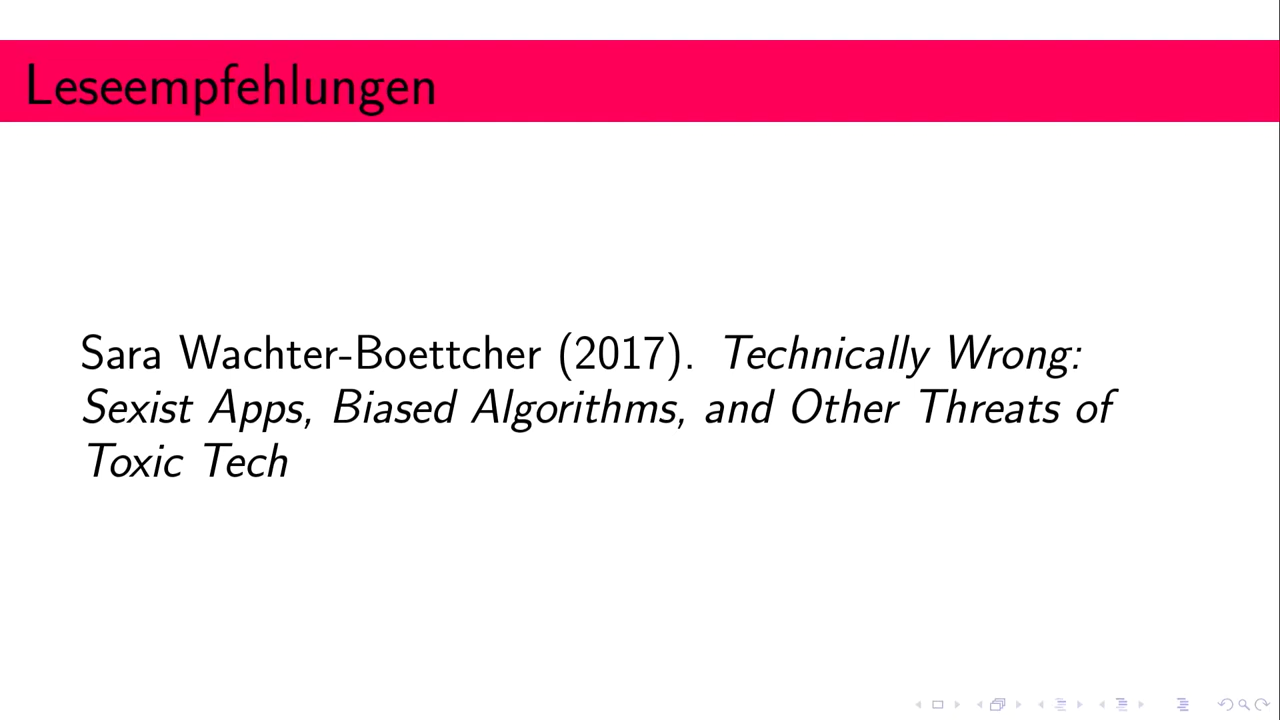 Leseempfehlungen
Sara Wachter-Boettcher (2017). Technically Wrong:
Sexist Apps, Biased Algorithms, and Other Threats of
Toxic Tech